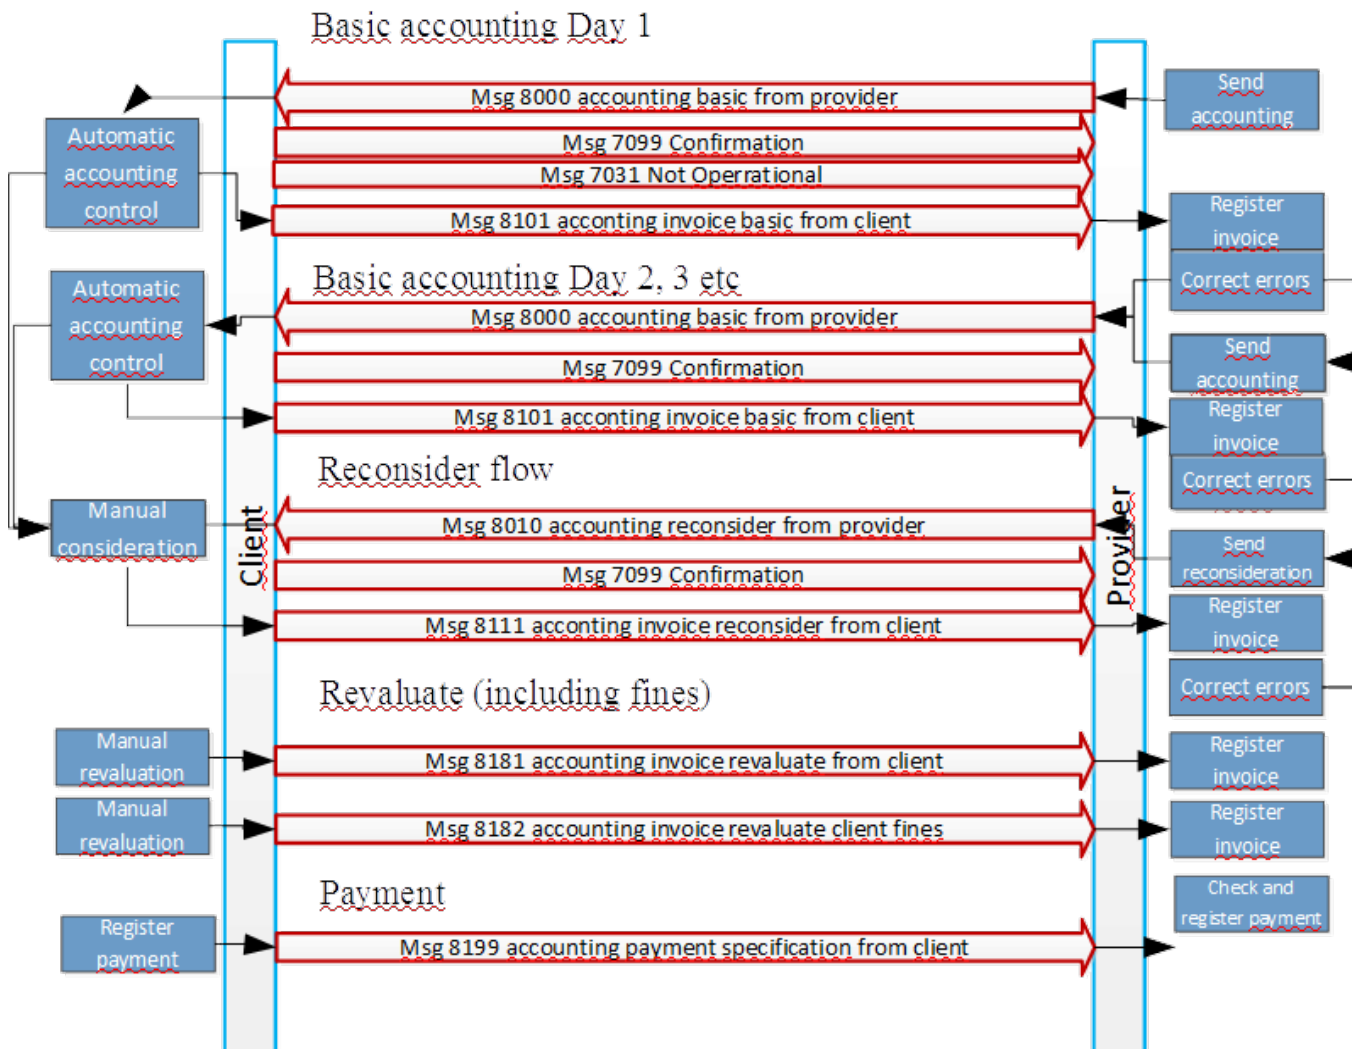 Basic accounting Day 1
Msg 8000 accounting basic from provider
Send
accounting
Automatic
accounting
control
Msg 7099 Confirmation
Msg 7031 Not Operrational
Msg 8101 acconting invoice basic from client
Register
invoice
Basic accounting Day 2, 3 etc
Correct errors
Automatic
accounting
control
Msg 8000 accounting basic from provider
Send
accounting
Msg 7099 Confirmation
Msg 8101 acconting invoice basic from client
Register
invoice
Reconsider flow
Correct errors
Manual
consideration
Client
Msg 8010 accounting reconsider from provider
Provider
Send
reconsideration
Msg 7099 Confirmation
Msg 8111 acconting invoice reconsider from client
Register
invoice
Revaluate (including fines)
Correct errors
Manual
revaluation
Msg 8181 accounting invoice revaluate from client
Register
invoice
Manual
revaluation
Msg 8182 accounting invoice revaluate client fines
Register
invoice
Payment
Check and
register payment
Register
payment
Msg 8199 accounting payment specification from client